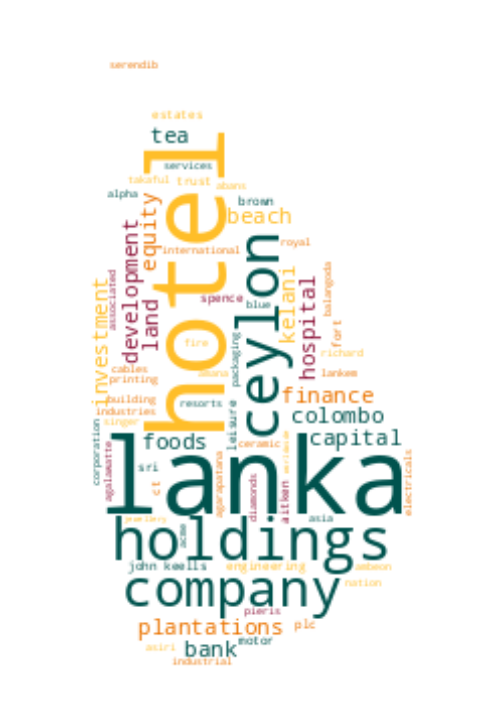 serendib
estates
tea
services
takaful
trust
abans
alpha
brown
hotel
equity
beach
development
international
royal
ceylon
land
investment
associated
spence
blue
kelani
hospital
balangoda
fort
fire
packaging
richard
cables
printing
amana
lankem
building
industries
resorts
leisure
finance
singer
colombo
corporation
foods
ceramic
capital
agalawatte
lanka
sri
agarapatana
ct
diamonds
aitken
electricals
jewellery
asia
holdings
acme
john keells
engineering
ambeon
company
nation
pieris
plantations
plc
motor
asiri
bank
industrial